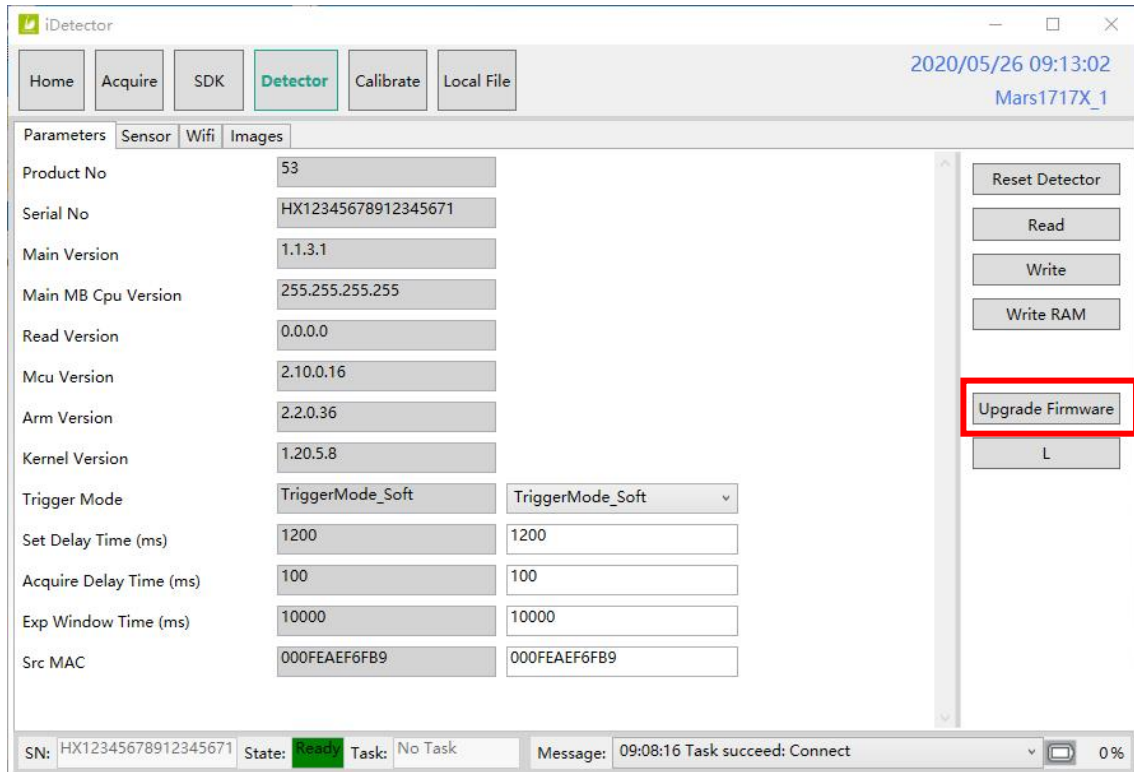 iDetector
Home Acquire SDK Detector Calibrate Local File
2020/05/26 09:13:02
Mars1717X_1
Parameters Sensor Wifi Images
Product No 53
Serial No HX12345678912345671
Main Version 1.1.3.1
Main MB Cpu Version 255.255.255.255
Read Version 0.0.0.0
Mcu Version 2.10.0.16
Arm Version 2.2.0.36
Kernel Version 1.20.5.8
Trigger Mode TriggerMode_Soft TriggerMode_Soft
Set Delay Time (ms) 1200 1200
Acquire Delay Time (ms) 100 100
Exp Window Time (ms) 10000 10000
Src MAC 000FEAEF6FB9 000FEAEF6FB9
Reset Detector
Read
Write
Write RAM
Upgrade Firmware
L
SN: HX12345678912345671 State: Ready Task: No Task Message: 09:08:16 Task succeed: Connect 0%